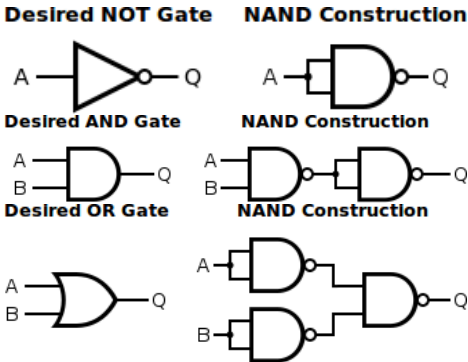 Desired NOT Gate NAND Construction
A Q A Q
Desired AND Gate NAND Construction
A A
Q Q
B B
Desired OR Gate NAND Construction
A
A Q Q
B
B